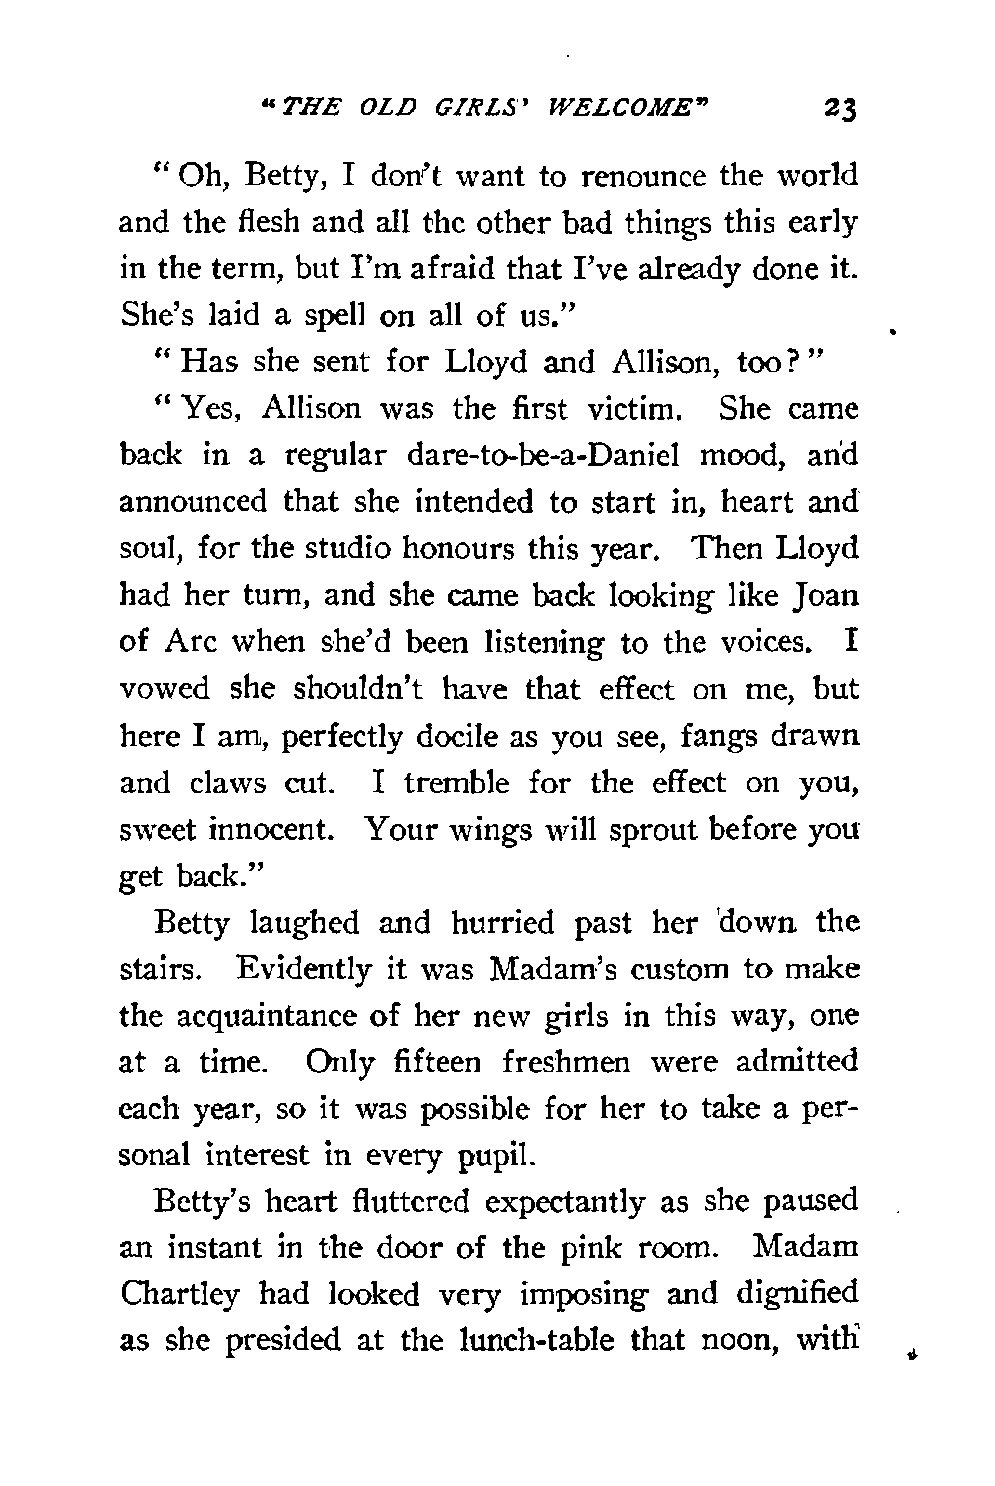 "THE OLD GIRLS' WELCOME" 23
"Oh, Betty, I don't want to renounce the world
and the flesh and all the other bad things this early
in the term, but I'm afraid that I've already done it.
She's laid a spell on all of us."
"Has she sent for Lloyd and Allison, too?"
"Yes, Allison was the first victim. She came
back in a regular dare-to-be-a-Daniel mood, and
announced that she intended to start in, heart and
soul, for the studio honours this year. Then Lloyd
had her turn, and she came back looking like Joan
of Arc when she'd been listening to the voices. I
vowed she shouldn't have that effect on me, but
here I am, perfectly docile as you see, fangs drawn
and claws cut. I tremble for the effect on you,
sweet innocent. Your wings will sprout before you
get back."
Betty laughed and hurried past her down the
stairs. Evidently it was Madam's custom to make
the acquaintance of her new girls in this way, one
at a time. Only fifteen freshmen were admitted
each year, so it was possible for her to take a per-
sonal interest in every pupil.
Betty's heart fluttered expectantly as she paused
an instant in the door of the pink room. Madam
Chartley had looked very imposing and dignified
as she presided at the lunch-table that noon, with